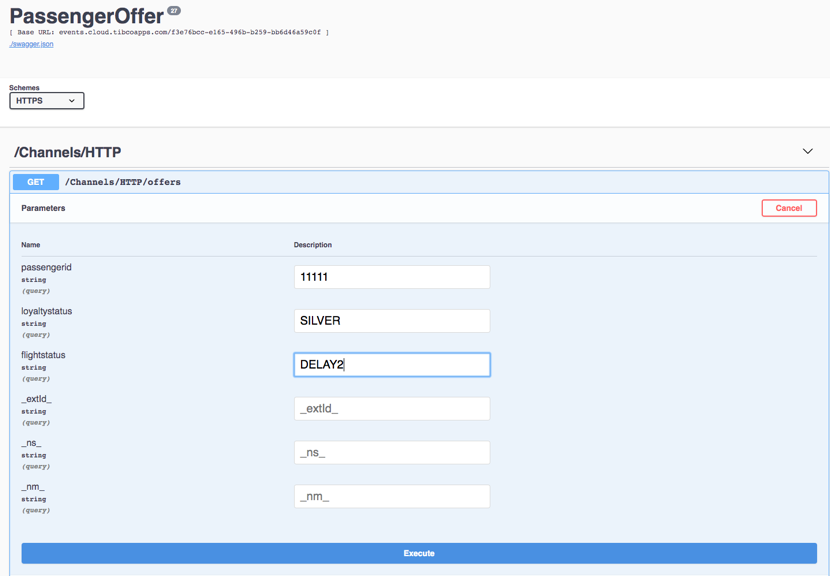 PassengerOffer 27
[ Base URL: events.cloud.tibcoapps.com/f3e76bcc-e165-496b-b259-bb6d46a59c0f ]
./swagger.json
Schemes
HTTPS
/Channels/HTTP
GET /Channels/HTTP/offers
Parameters Cancel
Name Description
passengerid
string
(query)
11111
loyaltystatus
string
(query)
SILVER
flightstatus
string
(query)
DELAY2
_extId_
string
(query)
_extId_
_ns_
string
(query)
_ns_
_nm_
string
(query)
_nm_
Execute